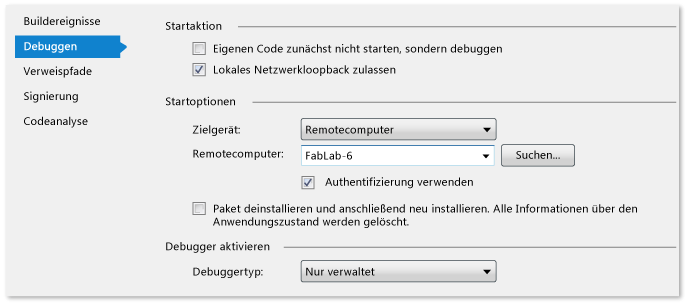 Buildereignisse
Debuggen
Verweispfade
Signierung
Codeanalyse
Startaktion
Eigenen Code zunächst nicht starten, sondern debuggen
Lokales Netzwerkloopback zulassen
Startoptionen
Zielgerät: Remotecomputer
Remotecomputer: FabLab-6 Suchen...
Authentifizierung verwenden
Paket deinstallieren und anschließend neu installieren. Alle Informationen über den
Anwendungszustand werden gelöscht.
Debugger aktivieren
Debuggertyp: Nur verwaltet